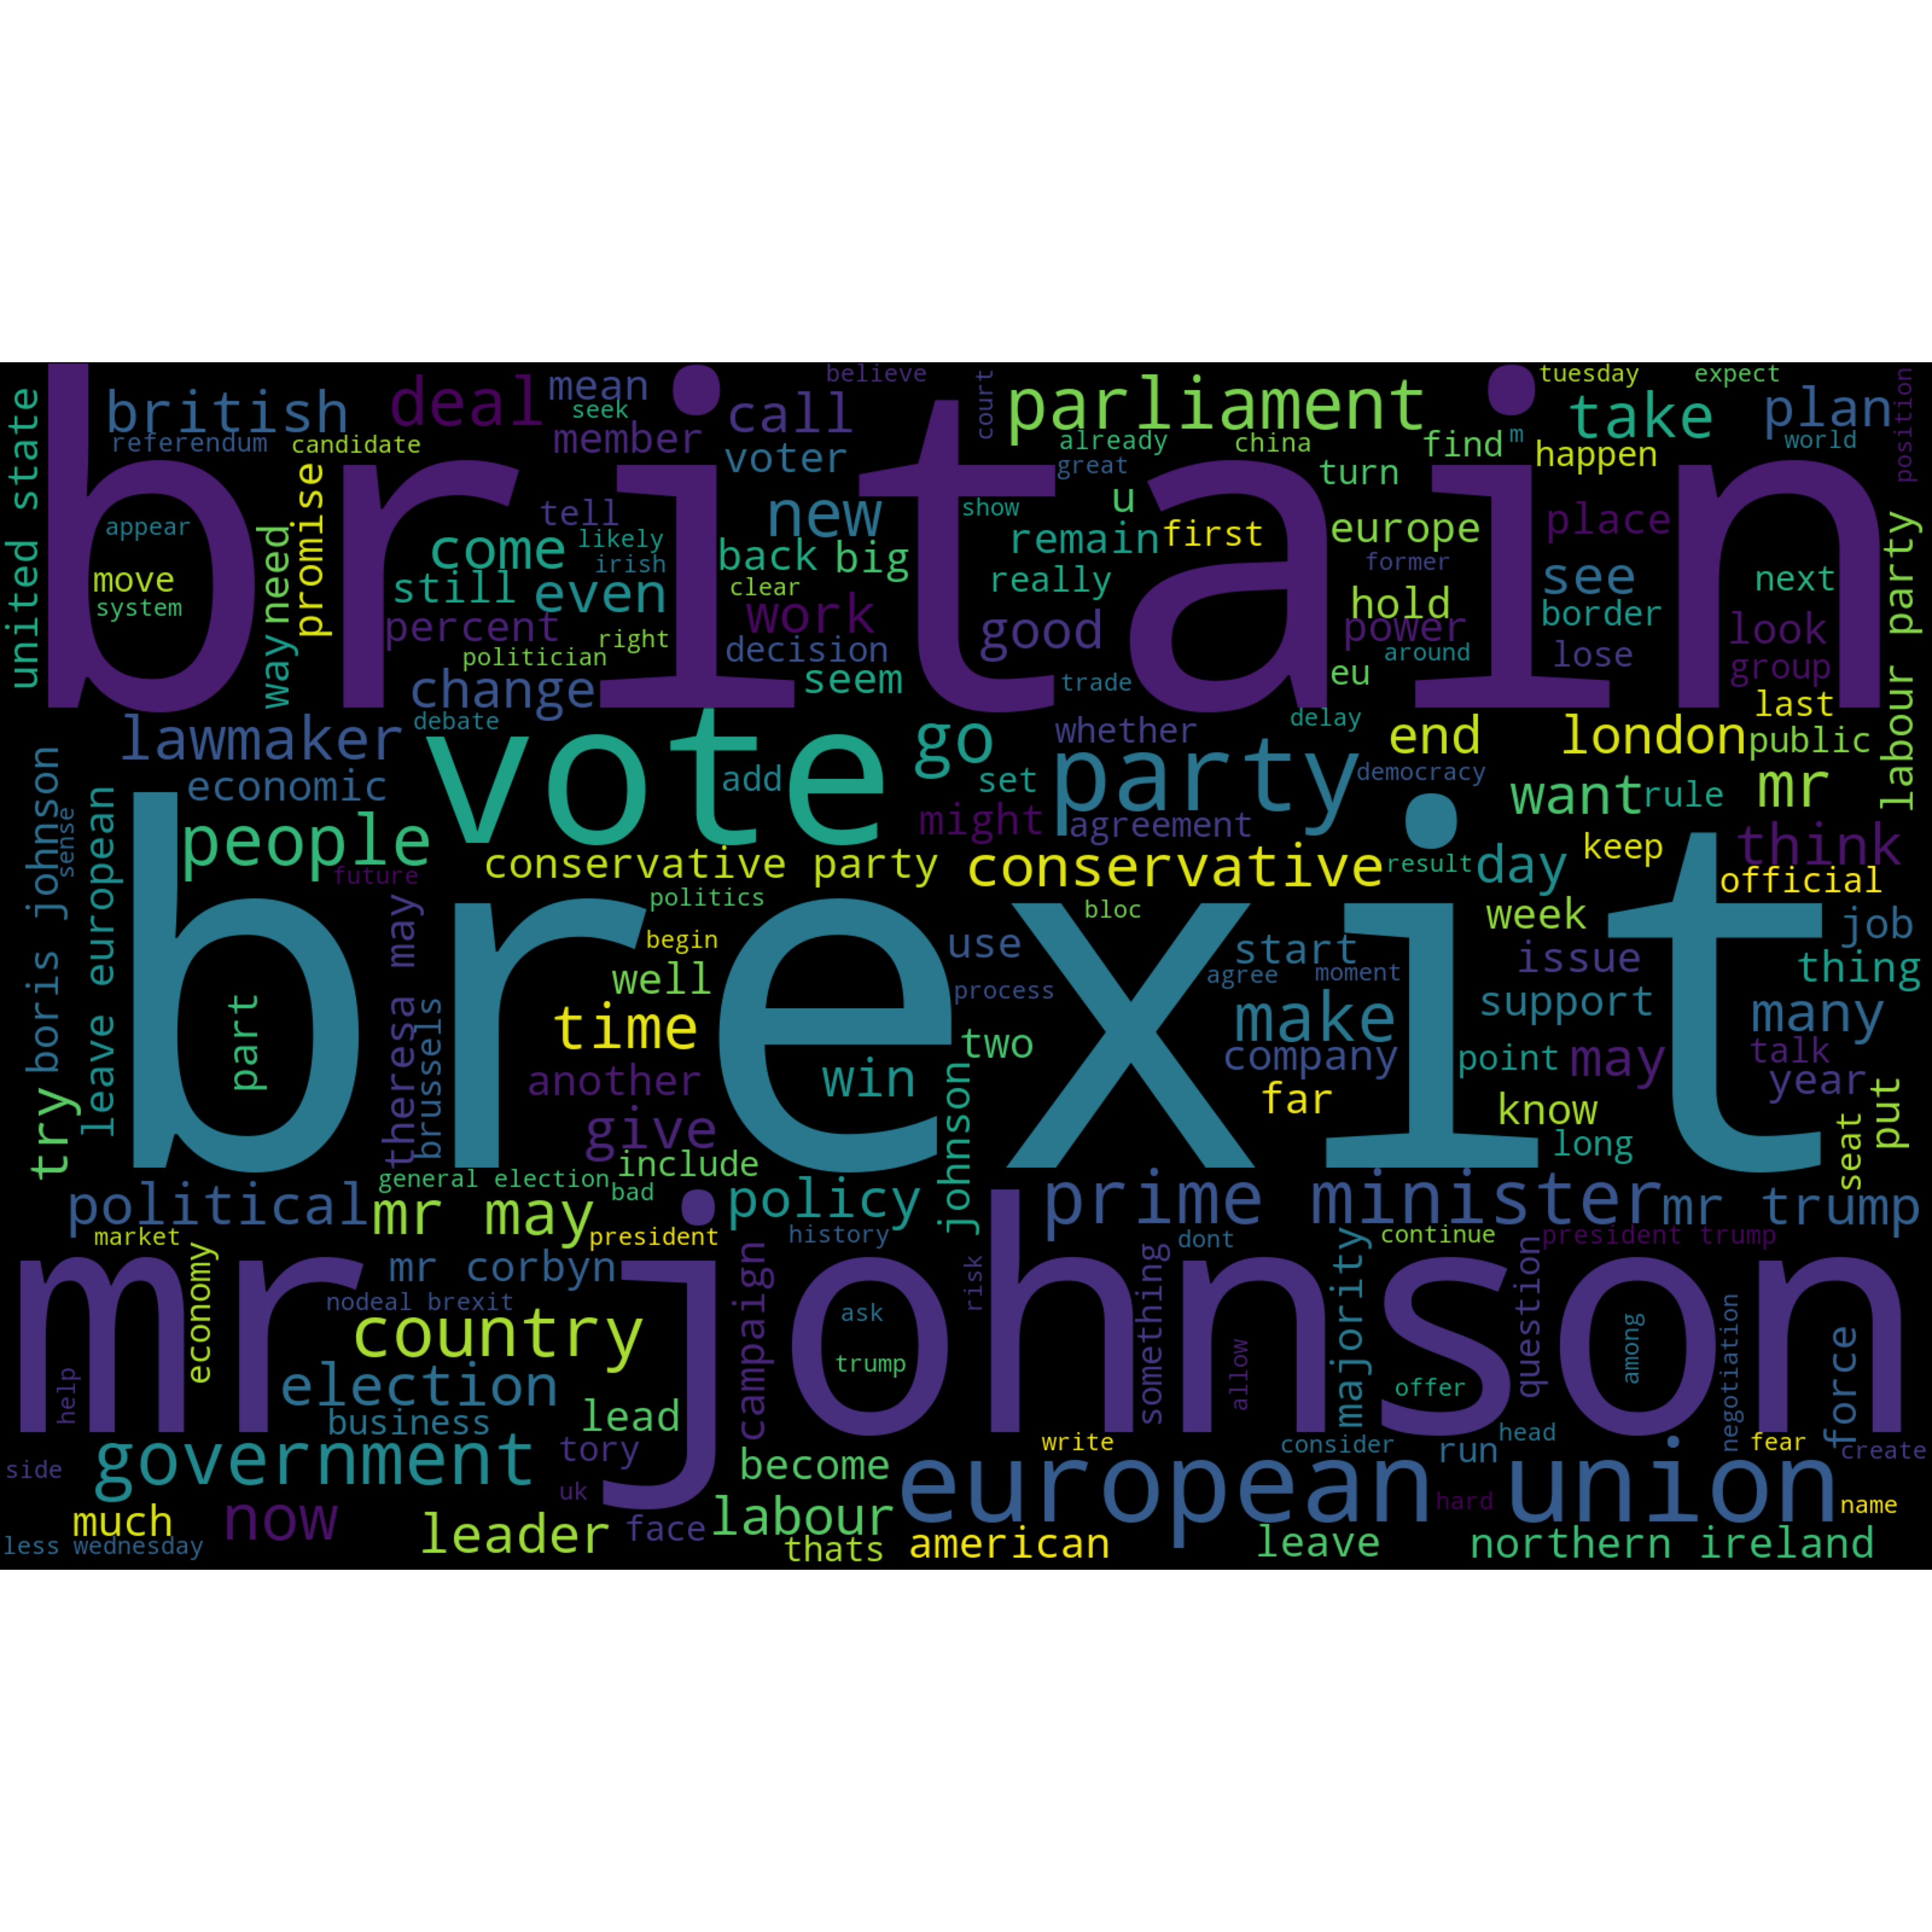 britain
brexit
mr johnson
vote
party
european union
prime minister
parliament
government
conservative
people
country
election
political
lawmaker
british
deal
mean
seek
believe
court
tuesday
expect
position
referendum
candidate
member
call
voter
already
china
find
m
take
happen
plan
world
great
turn
united state
appear
move
system
way
need
promise
tell
come
likely
irish
still
even
percent
politician
right
change
new
back
big
clear
work
decision
seem
show
u
remain
first
really
good
trade
europe
former
hold
power
around
eu
delay
place
see
border
lose
next
look
group
last
labour party
debate
economic
add
go
set
whether
might
agreement
democracy
end
london
public
want
rule
mr
think
keep
official
boris johnson
sense
leave european
future
conservative party
result
day
politics
begin
bloc
week
job
theresa may
brussels
part
try
well
time
another
give
include
win
use
process
two
johnson
start
agree
moment
make
company
far
issue
support
point
may
know
long
thing
many
talk
year
put
seat
general election
bad
policy
mr may
president
history
mr trump
market
economy
mr corbyn
nodeal brexit
campaign
risk
dont
continue
president trump
something
majority
question
ask
trump
allow
offer
among
negotiation
force
help
business
lead
side
tory
uk
become
write
consider
run
head
fear
create
much
now
less
wednesday
leader
face
labour
thats
american
hard
leave
name
northern ireland